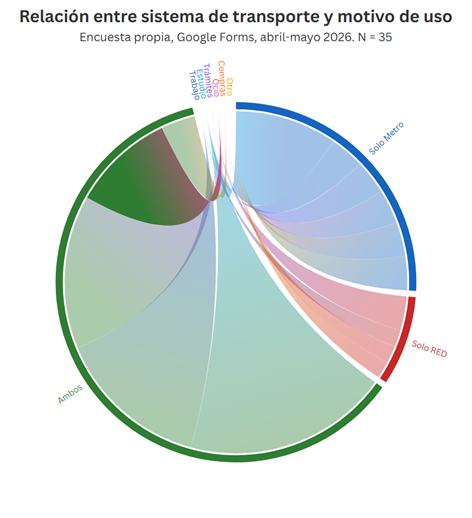 Relación entre sistema de transporte y motivo de uso
Encuesta propia, Google Forms, abril-mayo 2026. N = 35
Trabajo
Estudio
Trámites
Ocio
Compras
Otro
Solo Metro
Solo RED
Ambos